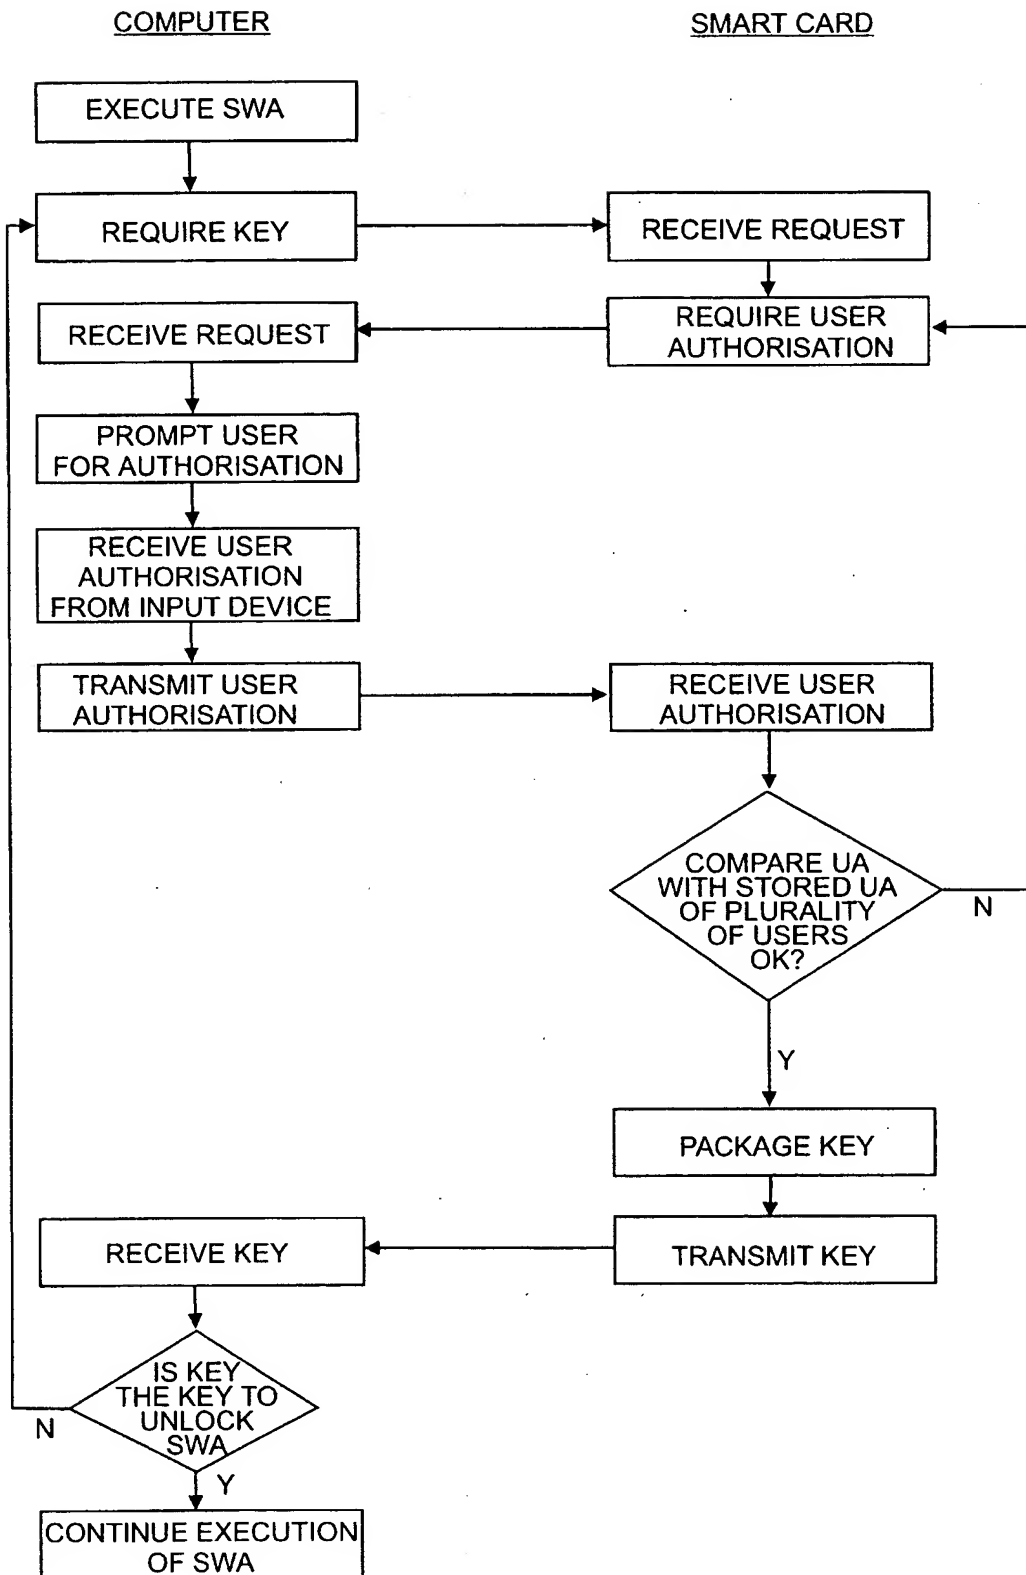 COMPUTER
SMART CARD
EXECUTE SWA
REQUIRE KEY
RECEIVE REQUEST
RECEIVE REQUEST
REQUIRE USER
AUTHORISATION
PROMPT USER
FOR AUTHORISATION
RECEIVE USER
AUTHORISATION
FROM INPUT DEVICE
TRANSMIT USER
AUTHORISATION
RECEIVE USER
AUTHORISATION
COMPARE UA
WITH STORED UA
OF PLURALITY
OF USERS
OK?
N
Y
PACKAGE KEY
RECEIVE KEY
TRANSMIT KEY
IS KEY
THE KEY TO
UNLOCK
SWA
N
Y
CONTINUE EXECUTION
OF SWA